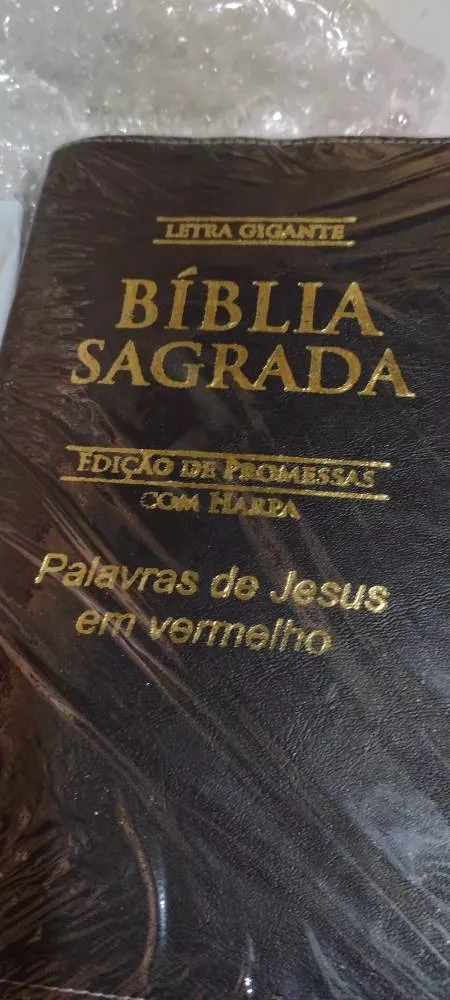 LETRA GIGANTE
BÍBLIA
SAGRADA
EDIÇÃO DE PROMESSAS
COM HARPA
Palavras de Jesus
em vermelho